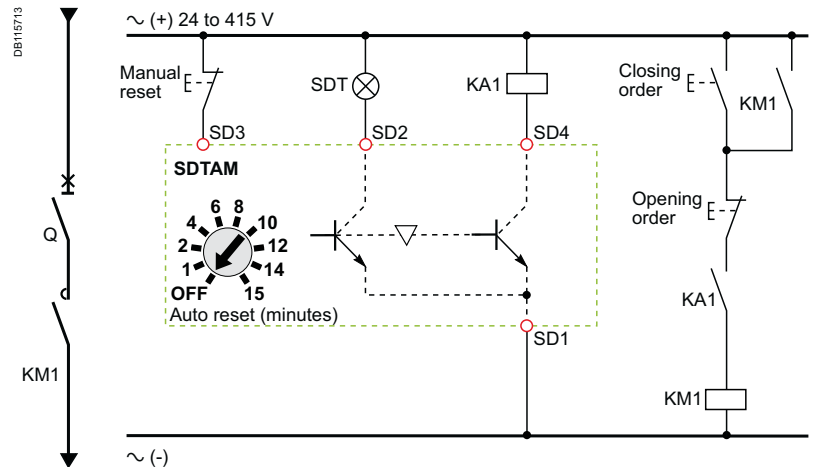 DB115713
∼ (+) 24 to 415 V
Manual
reset
SDT
KA1
Closing
order
KM1
SD3
SD2
SD4
SDTAM
Q
6 8
4 10
2 12
1 14
OFF 15
Auto reset (minutes)
SD1
Opening
order
KA1
KM1
KM1
∼ (-)